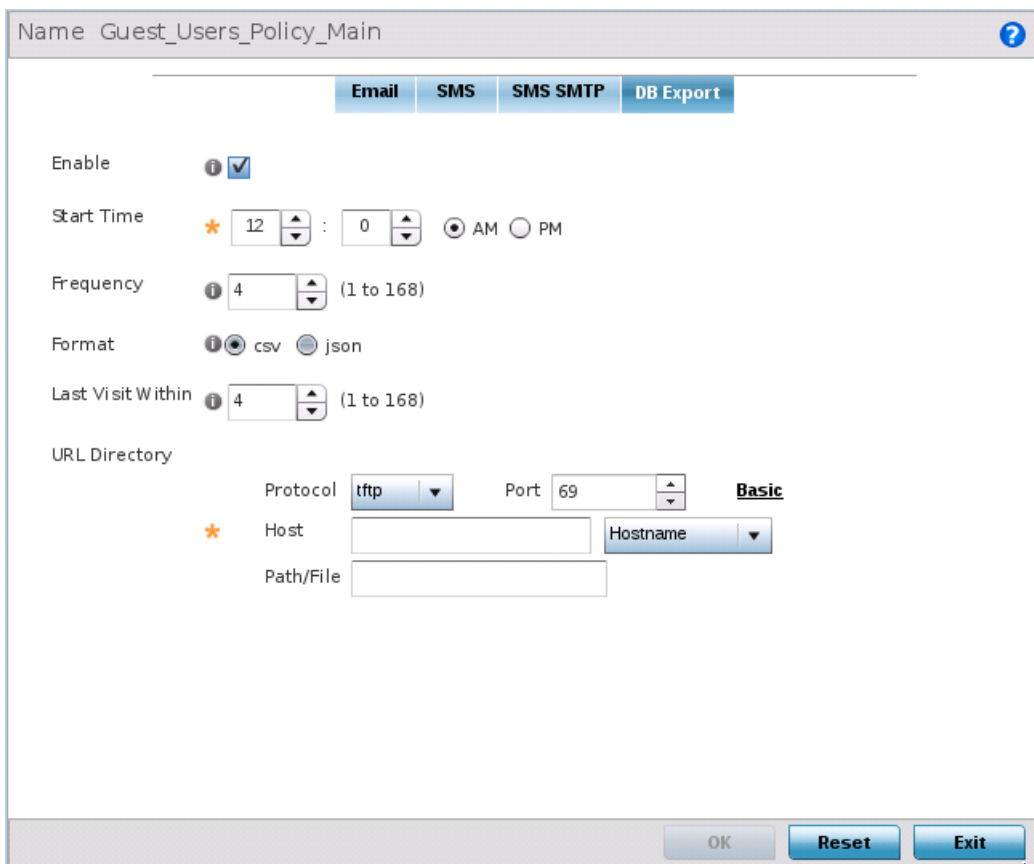 Name Guest_Users_Policy_Main ?
Email SMS SMS SMTP DB Export
Enable
Start Time * 12 : 0 AM PM
Frequency 4 (1 to 168)
Format csv json
Last Visit Within 4 (1 to 168)
URL Directory
Protocol tftp Port 69 Basic
* Host Hostname
Path/File
OK Reset Exit